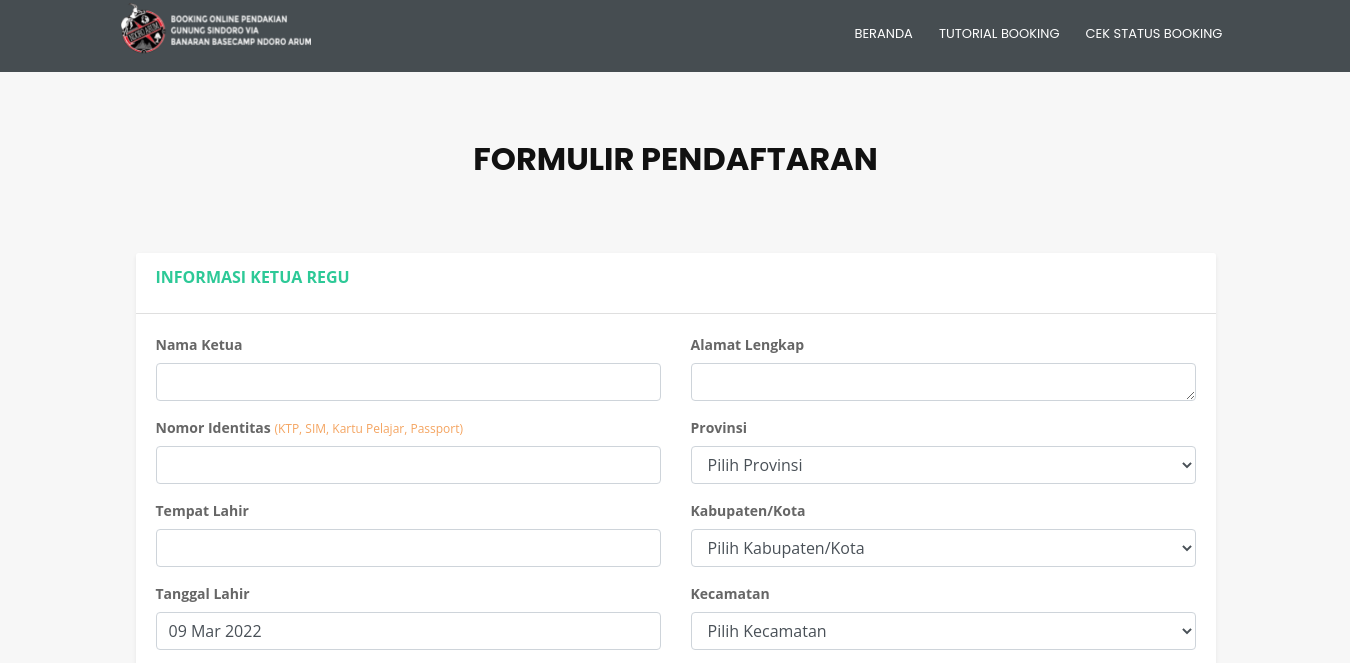 BOOKING ONLINE PENDAKIAN
GUNUNG SINDORO VIA
BANARAN BASECAMP NDORO ARUM
NDORO ARUM
BERANDA
TUTORIAL BOOKING
CEK STATUS BOOKING
FORMULIR PENDAFTARAN
INFORMASI KETUA REGU
Nama Ketua
Alamat Lengkap
Nomor Identitas (KTP, SIM, Kartu Pelajar, Passport)
Provinsi
Pilih Provinsi
Tempat Lahir
Kabupaten/Kota
Pilih Kabupaten/Kota
Tanggal Lahir
09 Mar 2022
Kecamatan
Pilih Kecamatan